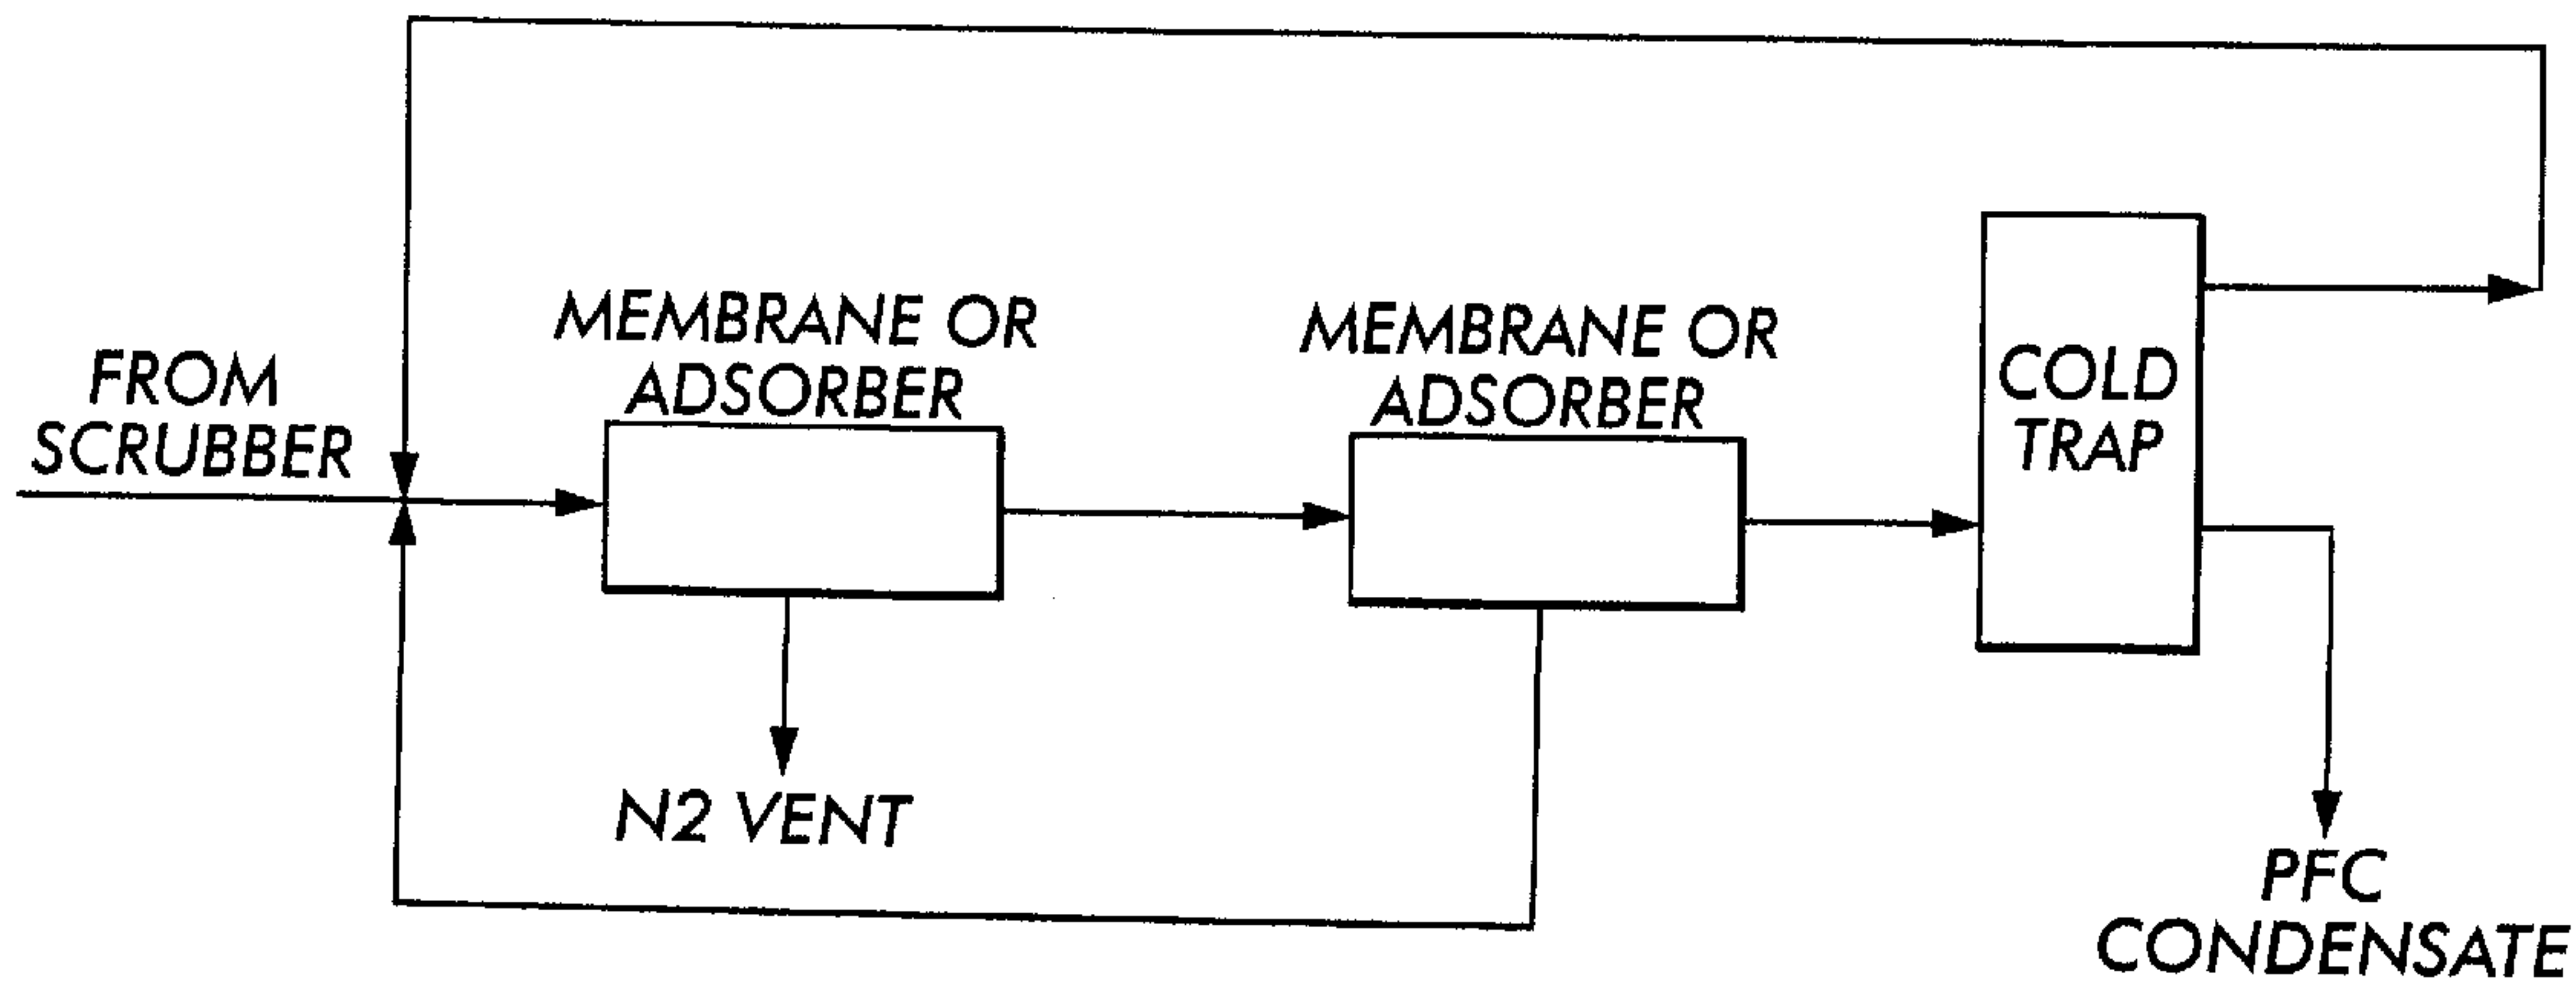 FROM
SCRUBBER
MEMBRANE OR
ADSORBER
N2 VENT
MEMBRANE OR
ADSORBER
COLD
TRAP
PFC
CONDENSATE